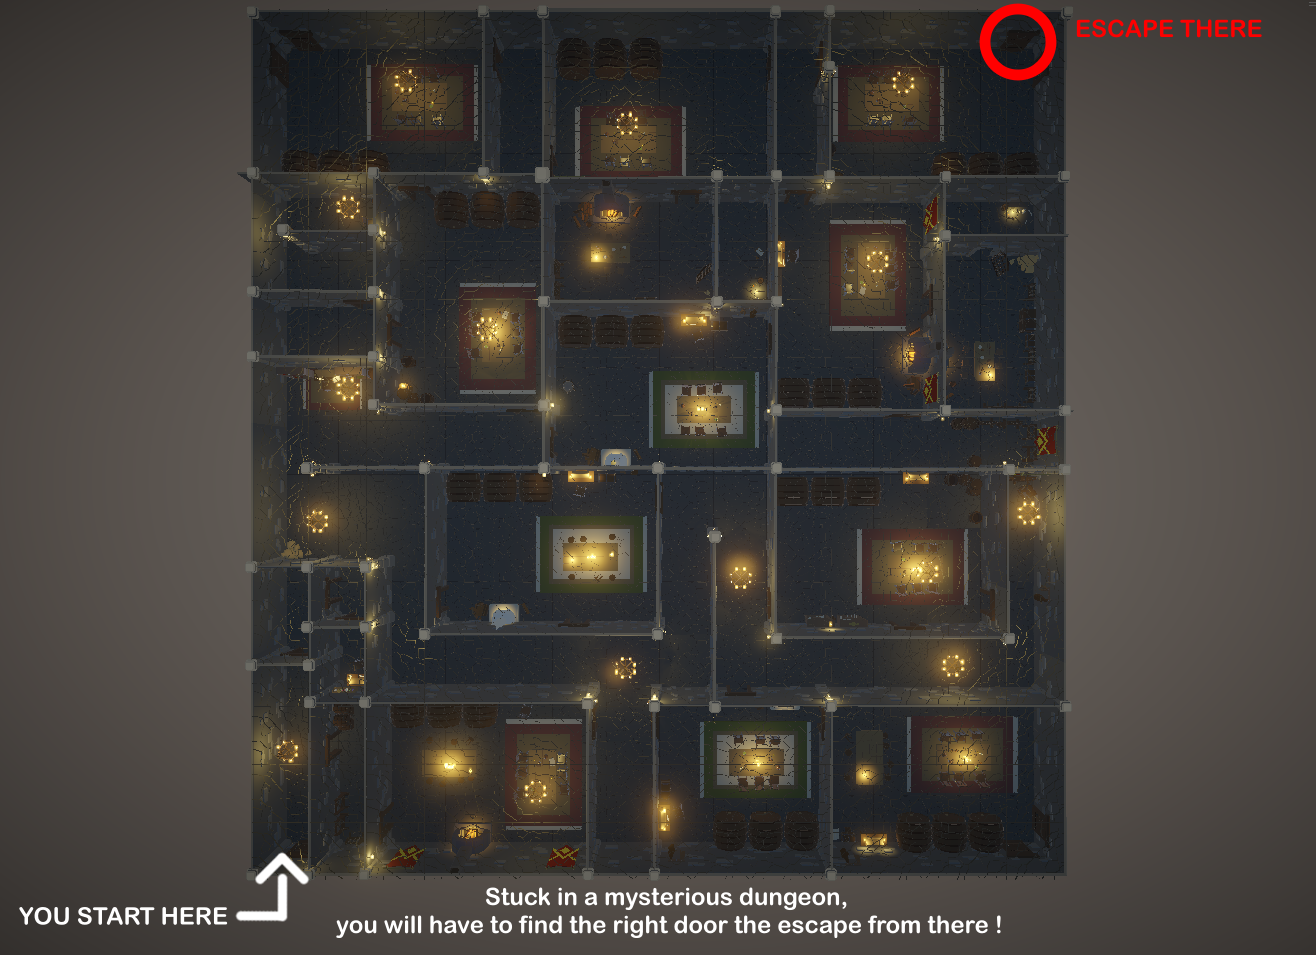 ESCAPE THERE
YOU START HERE
Stuck in a mysterious dungeon,
you will have to find the right door the escape from there !